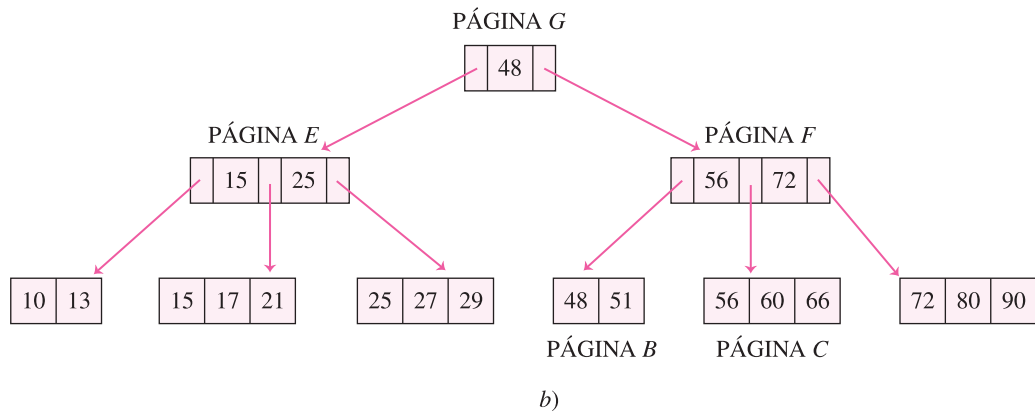 PÁGINA G
48
PÁGINA E
PÁGINA F
15 25
56 72
10 13
15 17 21
25 27 29
48 51
56 60 66
72 80 90
PÁGINA B
PÁGINA C
b)